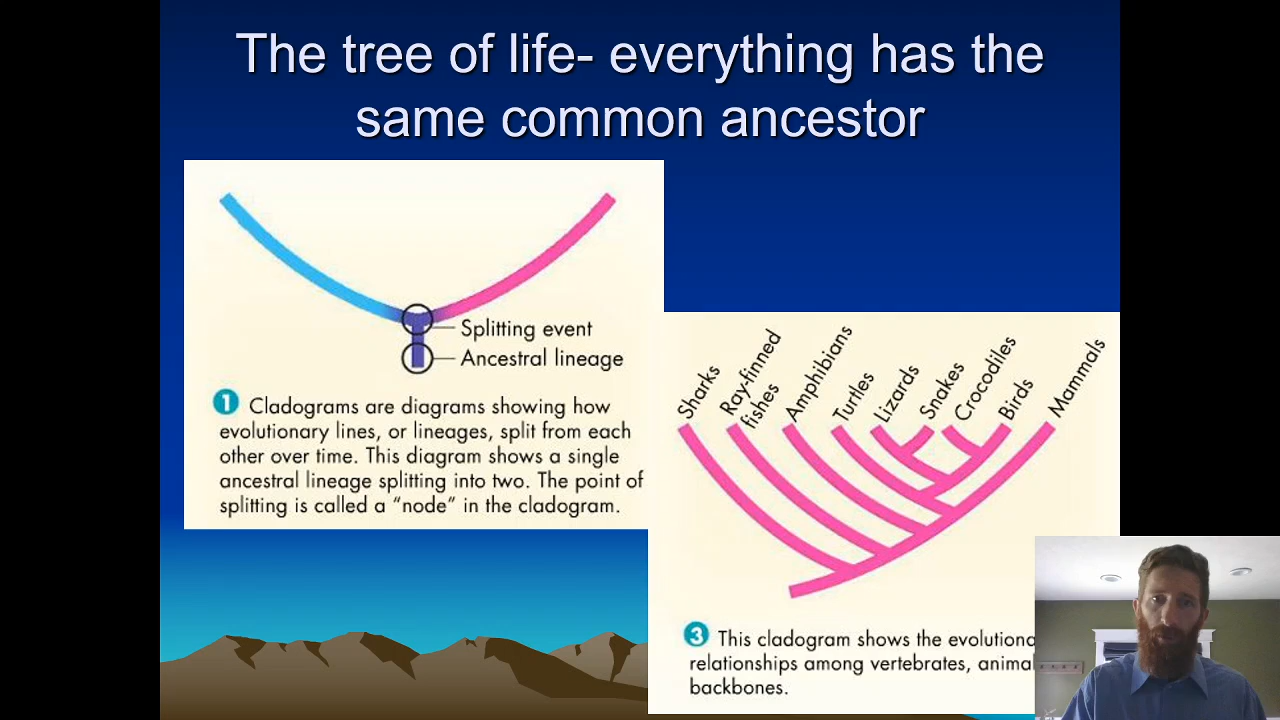 The tree of life- everything has the
same common ancestor
Splitting event
Ancestral lineage
1 Cladograms are diagrams showing how
evolutionary lines, or lineages, split from each
other over time. This diagram shows a single
ancestral lineage splitting into two. The point of
splitting is called a “node” in the cladogram.
Sharks
Ray-finned
fishes
Amphibians
Turtles
Lizards
Snakes
Crocodiles
Birds
Mammals
3 This cladogram shows the evolutiona
relationships among vertebrates, animal
backbones.